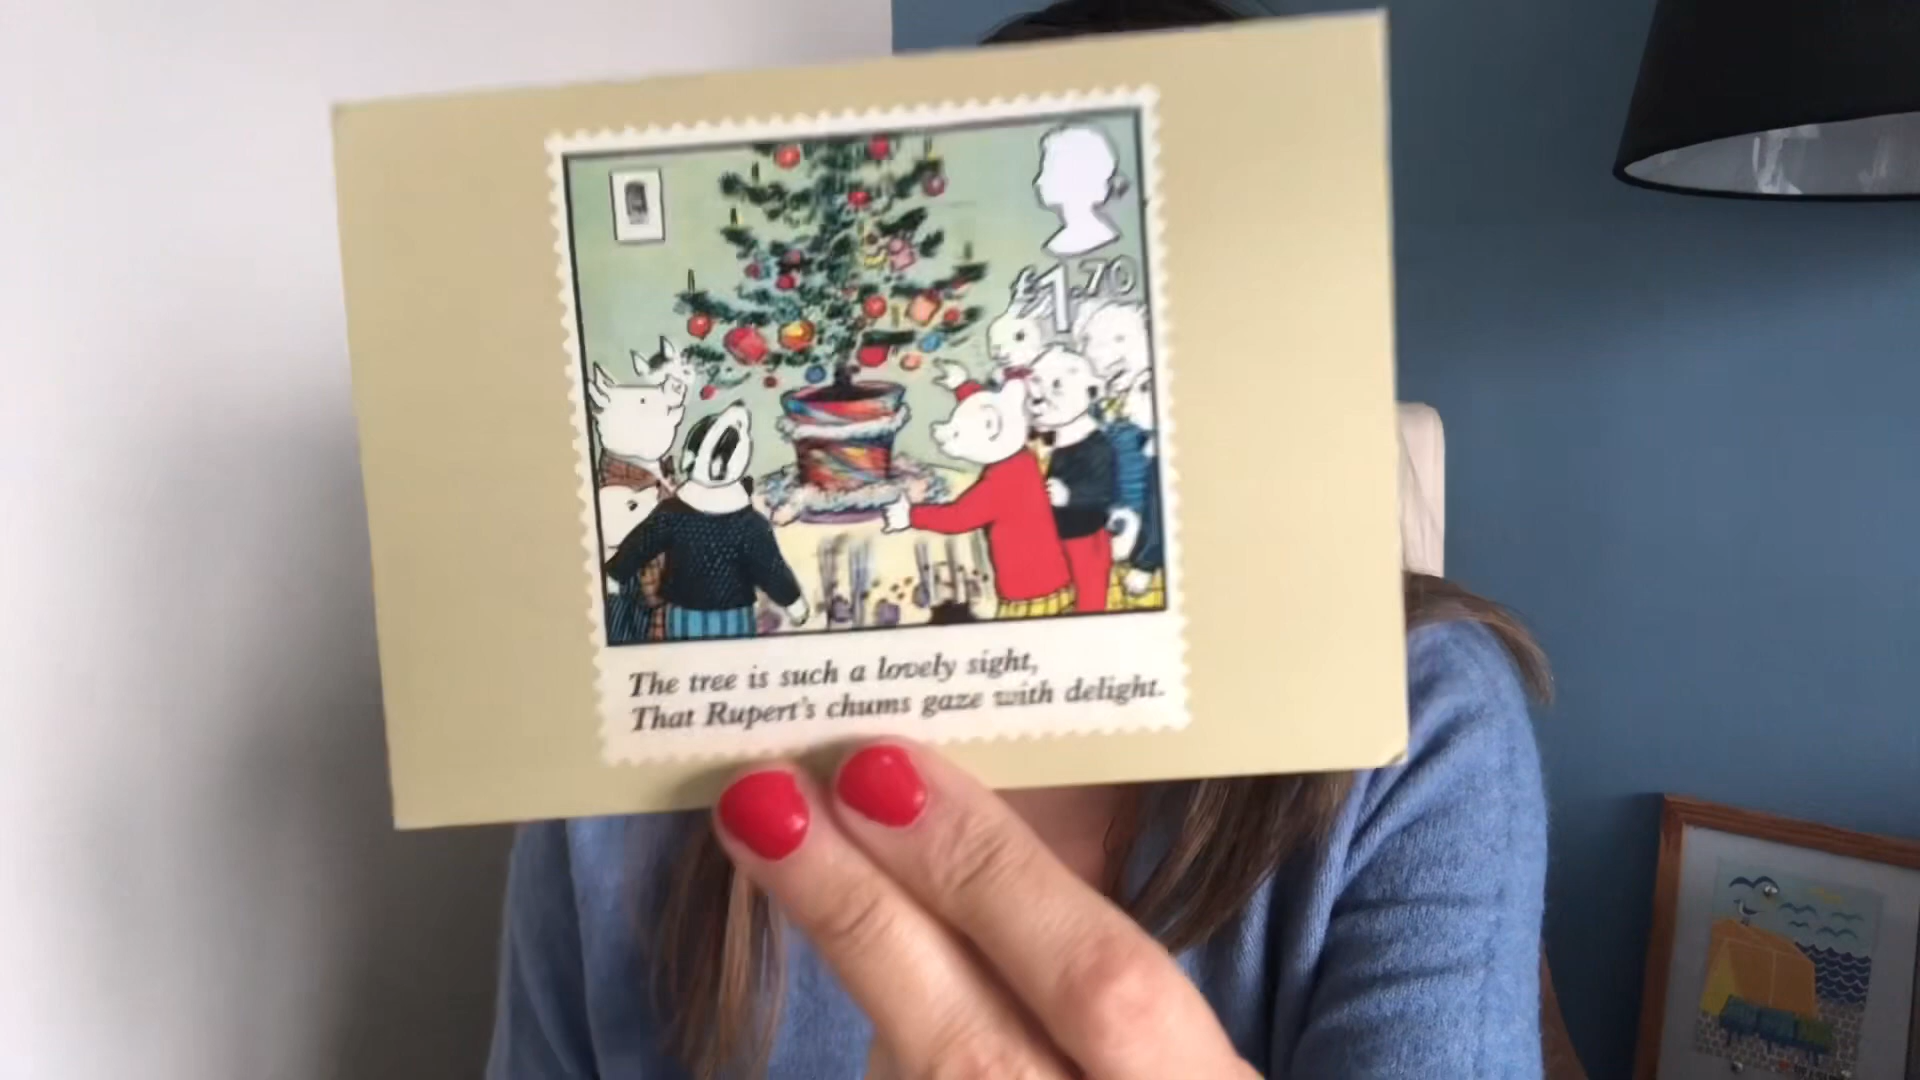 £1.70
The tree is such a lovely sight,
That Rupert's chums gaze with delight.